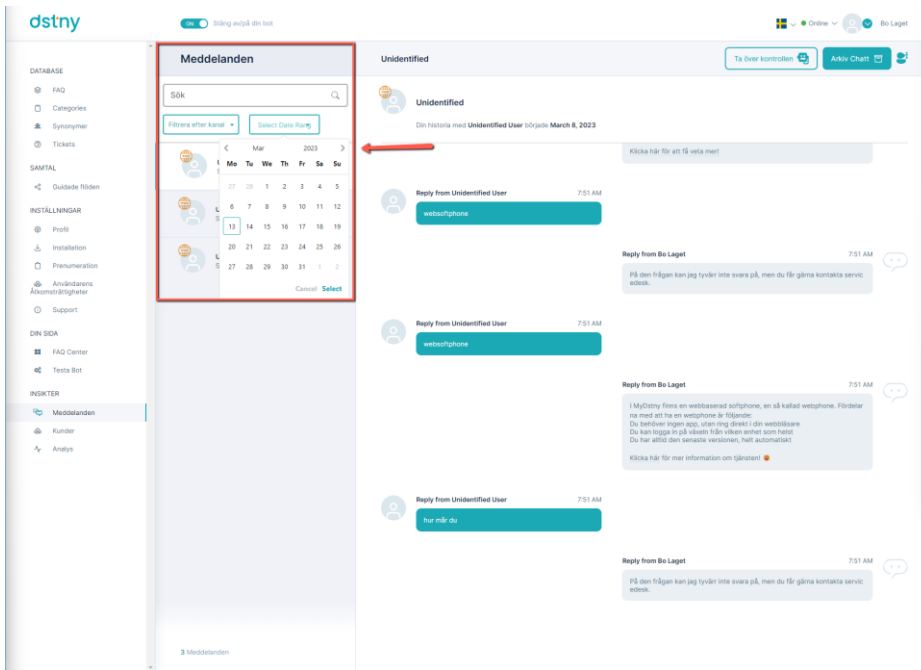 dstny
ON Stäng av/på din bot
Online
Bo Laget
DATABASE
FAQ
Categories
Synonymer
Tickets
SAMTAL
Guidade flöden
INSTÄLLNINGAR
Profil
Installation
Prenumeration
Användarens
Åtkomsträttigheter
Support
DIN SIDA
FAQ Center
Testa Bot
INSIKTER
Meddelanden
Kunder
Analys
Meddelanden
Sök
Filtrera efter kanal
Select Date Rang
Mar 2023
Mo Tu We Th Fr Sa Su
27 28 1 2 3 4 5
6 7 8 9 10 11 12
13 14 15 16 17 18 19
20 21 22 23 24 25 26
27 28 29 30 31 1 2
Cancel Select
3 Meddelanden
Unidentified
Ta över kontrollen
Arkiv Chatt
Unidentified
Din historia med Unidentified User började March 8, 2023
Klicka här för att få veta mer!
Reply from Unidentified User 7:51 AM
websoftphone
Reply from Bo Laget 7:51 AM
På den frågan kan jag tyvärr inte svara på, men du får gärna kontakta servic
edesk.
Reply from Unidentified User 7:51 AM
websoftphone
Reply from Bo Laget 7:51 AM
I MyDstny finns en webbaserad softphone, en så kallad webphone. Fördelar
na med att ha en webphone är följande:
Du behöver ingen app, utan ring direkt i din webbläsare
Du kan logga in på växeln från vilken enhet som helst
Du har alltid den senaste versionen, helt automatiskt
Klicka här för mer information om tjänsten!
Reply from Unidentified User 7:51 AM
hur mår du
Reply from Bo Laget 7:51 AM
På den frågan kan jag tyvärr inte svara på, men du får gärna kontakta servic
edesk.